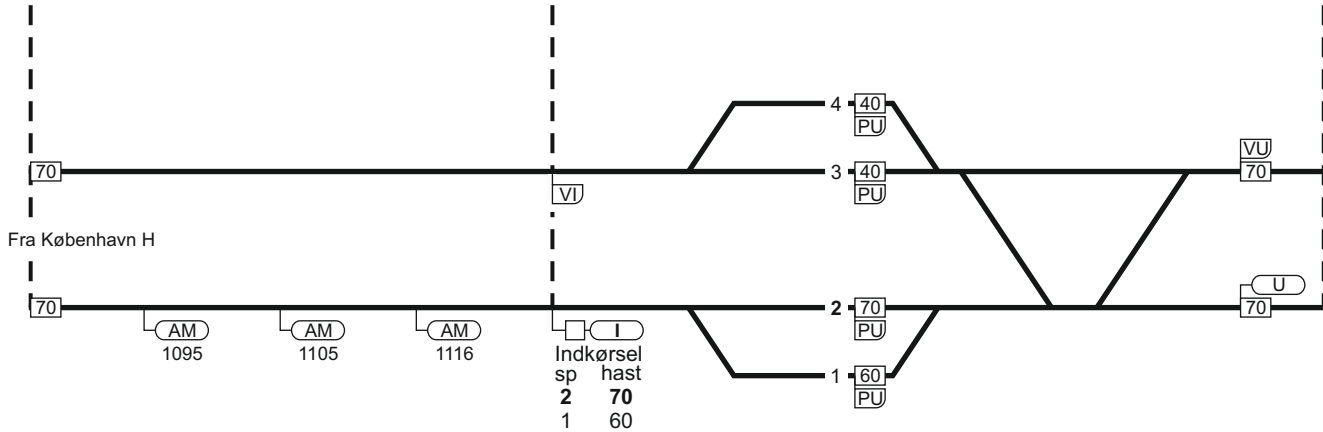 4 40
PU
VU
70 3 40 70
PU
VI
Fra København H
U
70 2 70 70
AM AM AM I PU
1095 1105 1116
Indkørsel
sp hast
2 70
1 60
1 60
PU